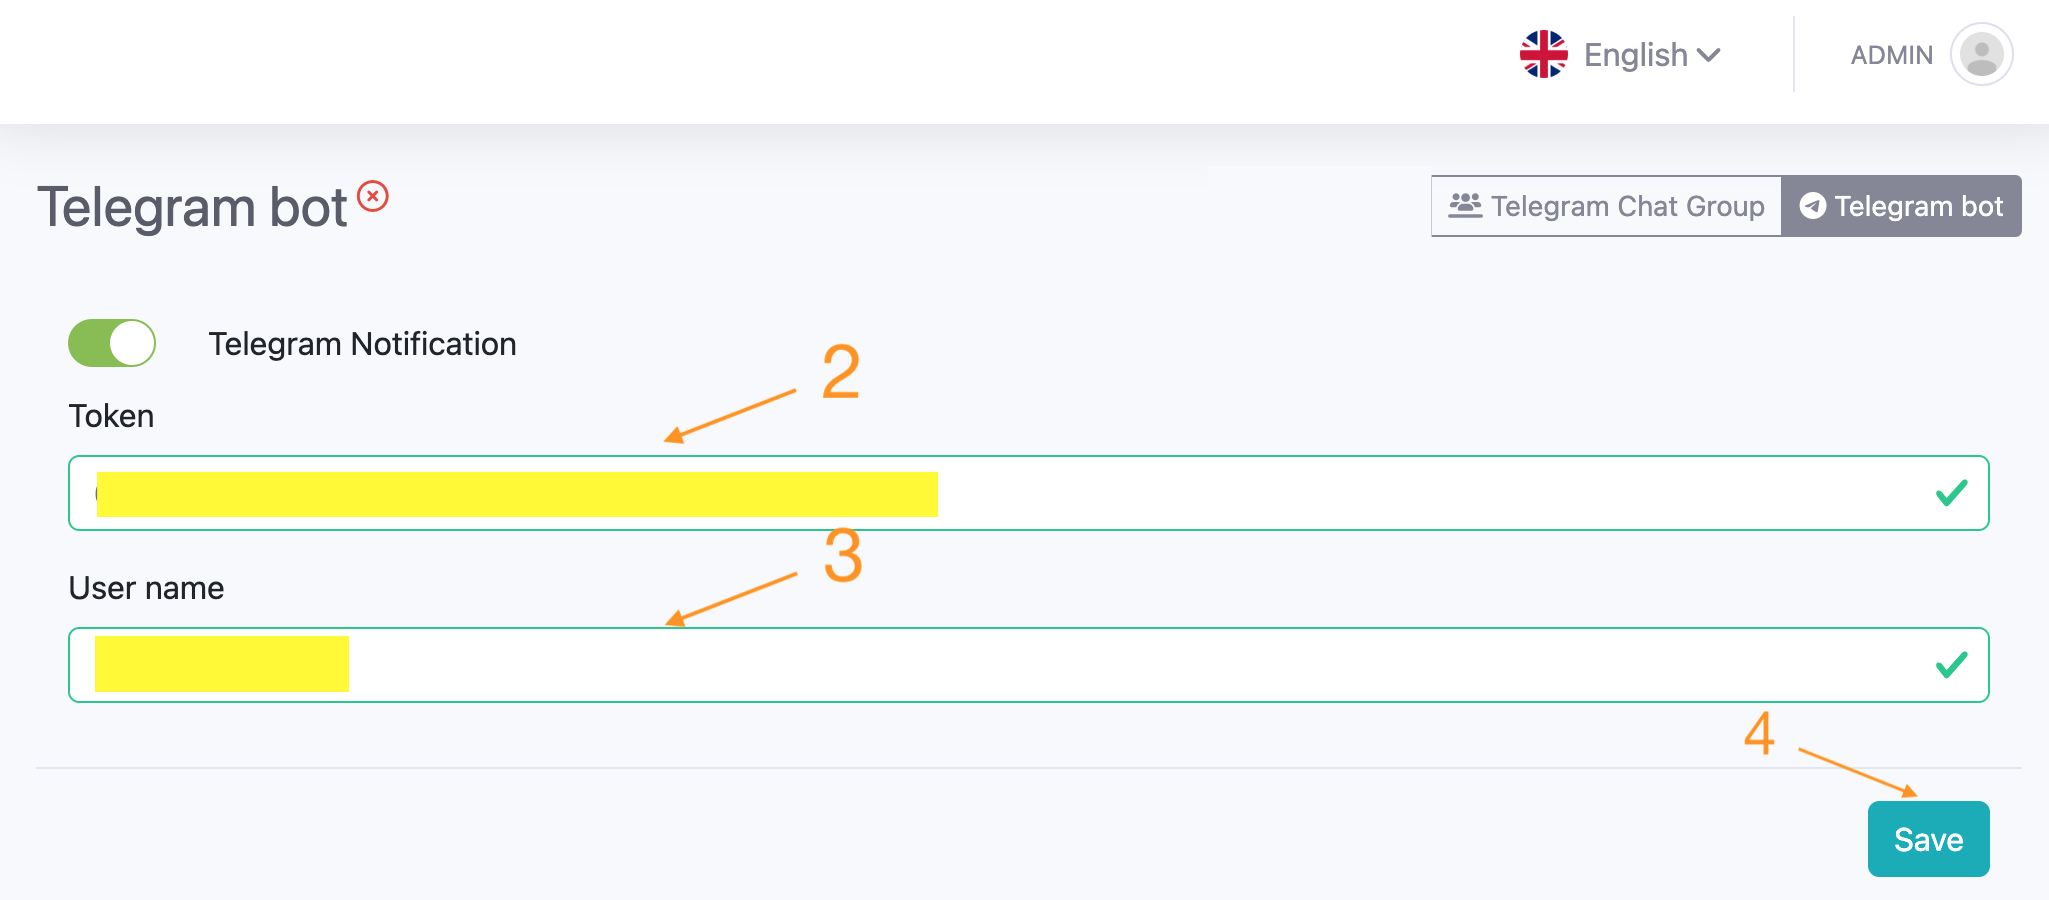 English
ADMIN
Telegram bot
Telegram Chat Group
Telegram bot
Telegram Notification
2
Token
3
User name
4
Save